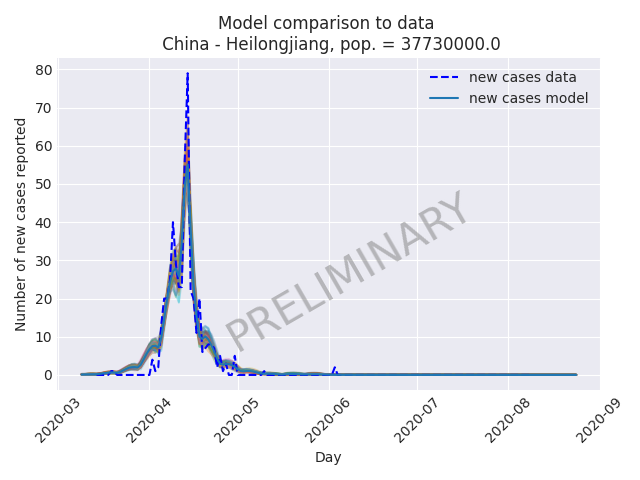 Model comparison to data
China - Heilongjiang, pop. = 37730000.0
new cases data
new cases model
Number of new cases reported
80
70
60
50
40
30
20
10
0
PRELIMINARY
2020-03
2020-04
2020-05
2020-06
2020-07
2020-08
2020-09
Day